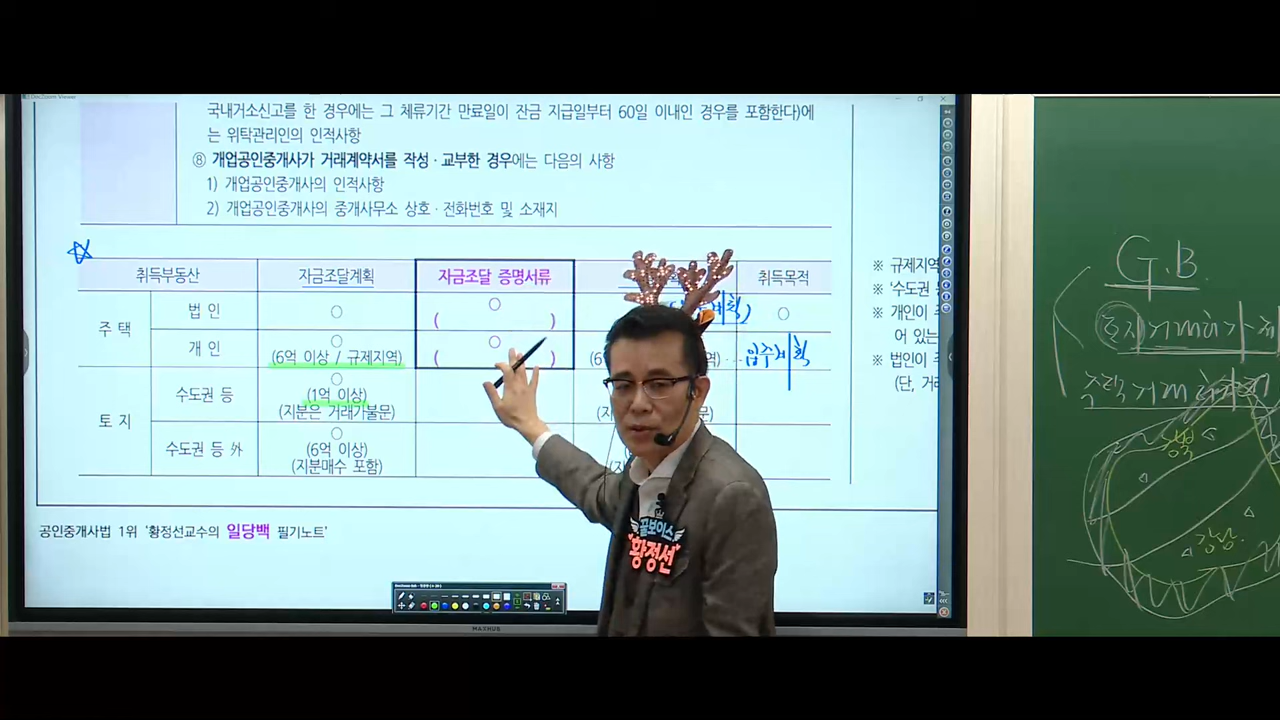 국내거소신고를 한 경우에는 그 체류기간 만료일이 잔금 지급일부터 60일 이내인 경우를 포함한다)에
는 위탁관리인의 인적사항
⑧ 개업공인중개사가 거래계약서를 작성·교부한 경우에는 다음의 사항
1) 개업공인중개사의 인적사항
2) 개업공인중개사의 중개사무소 상호·전화번호 및 소재지
취득부동산 자금조달계획 자금조달 증명서류 취득목적
주 택 법 인 ○ ○ ( ) ○
개 인 ○ (6억 이상 / 규제지역) ○ ( ) 입주계획
토 지 수도권 등 ○ (1억 이상) (지분은 거래가불문)
수도권 등 外 ○ (6억 이상) (지분매수 포함)
※ 규제지역
※ '수도권
※ 개인이
어 있는
※ 법인이
(단, 거
공인중개사법 1위 '황정선교수의 일당백 필기노트'
꿀보이스
황정선
MAXHUB
G.B.
토지거래허가
주택거래
강북
강남